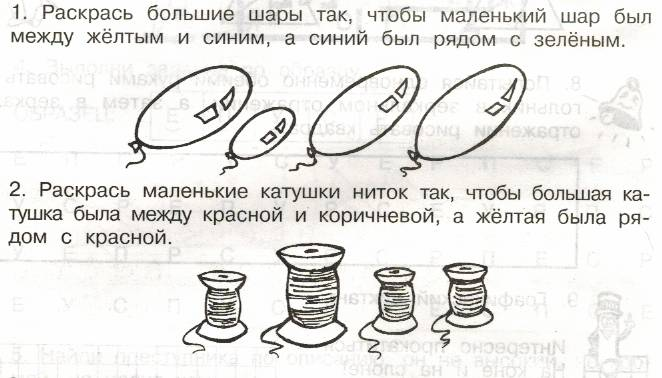 1. Раскрась большие шары так, чтобы маленький шар был
между жёлтым и синим, а синий был рядом с зелёным.
2. Раскрась маленькие катушки ниток так, чтобы большая ка-
тушка была между красной и коричневой, а жёлтая была ря-
дом с красной.